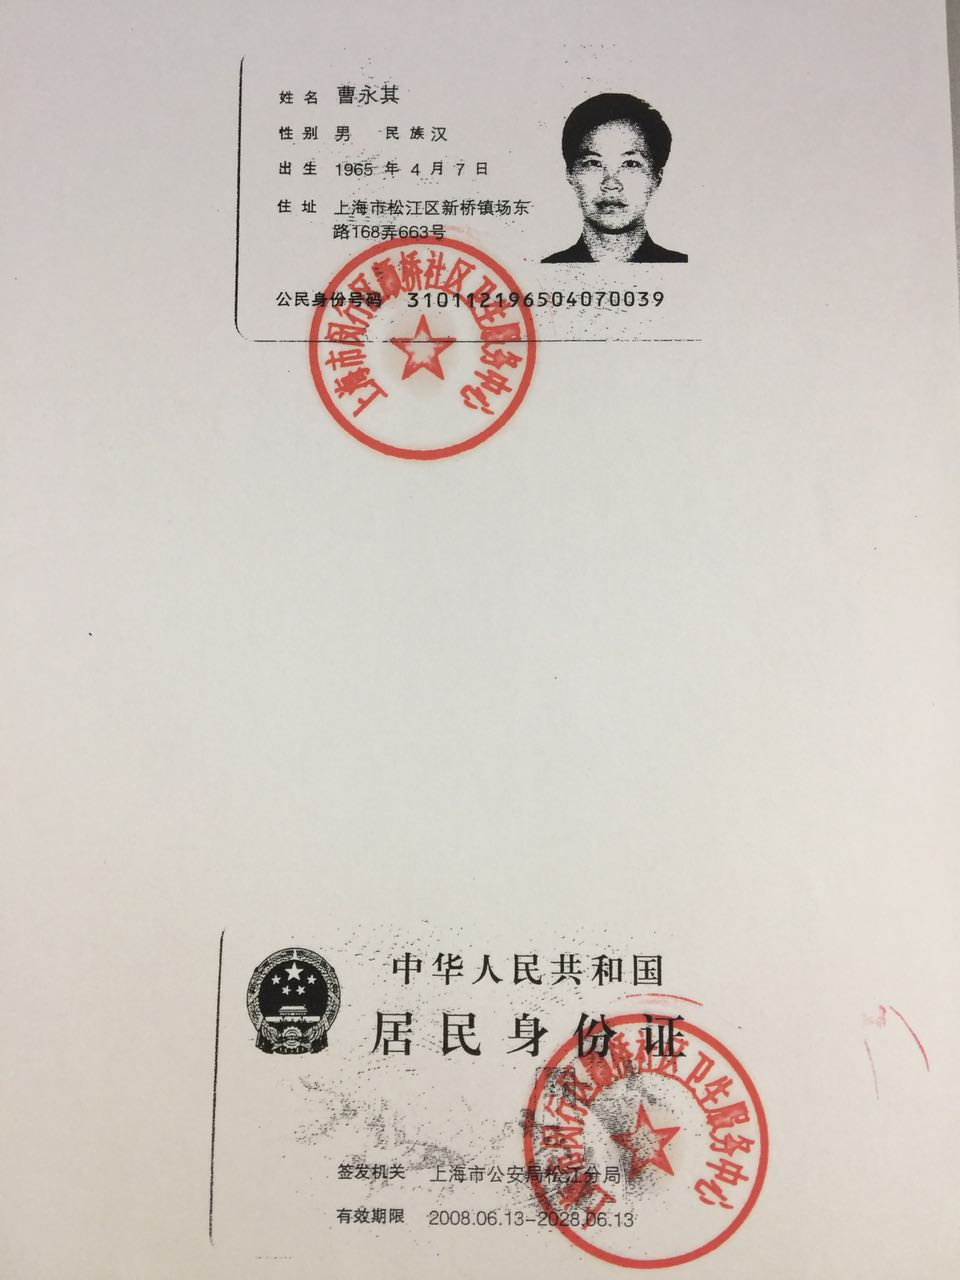 姓名 曹永其
性别 男 民族 汉
出生 1965 年 4 月 7 日
住址 上海市松江区新桥镇场东
路168弄663号
公民身份号码 310112196504070039
上海市闵行区颛桥社区卫生服务中心
中华人民共和国
居民身份证
签发机关 上海市公安局松江分局
有效期限 2008.06.13-2028.06.13
上海市闵行区颛桥社区卫生服务中心